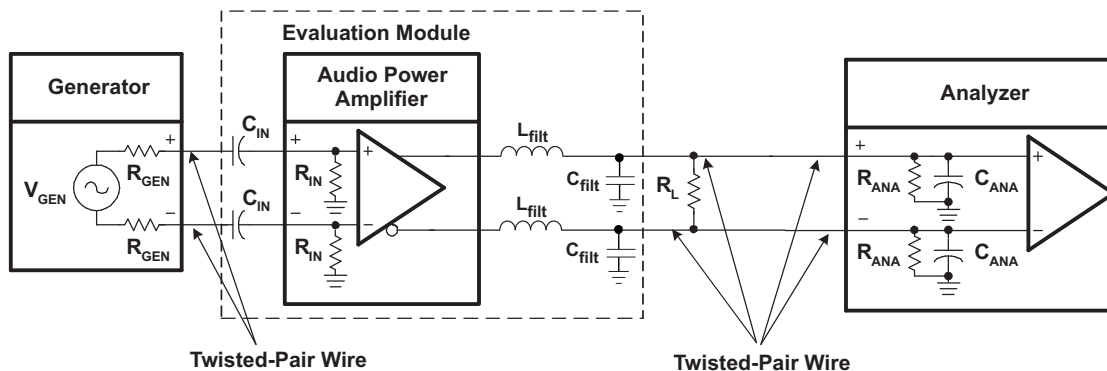 Evaluation Module
Generator
Audio Power
Amplifier
Analyzer
C_IN
L_filt
+
+
+
+
+
R_GEN
R_IN
C_filt
R_L
R_ANA
C_ANA
V_GEN
C_IN
L_filt
−
−
−
−
−
R_GEN
R_IN
C_filt
R_ANA
C_ANA
Twisted-Pair Wire
Twisted-Pair Wire